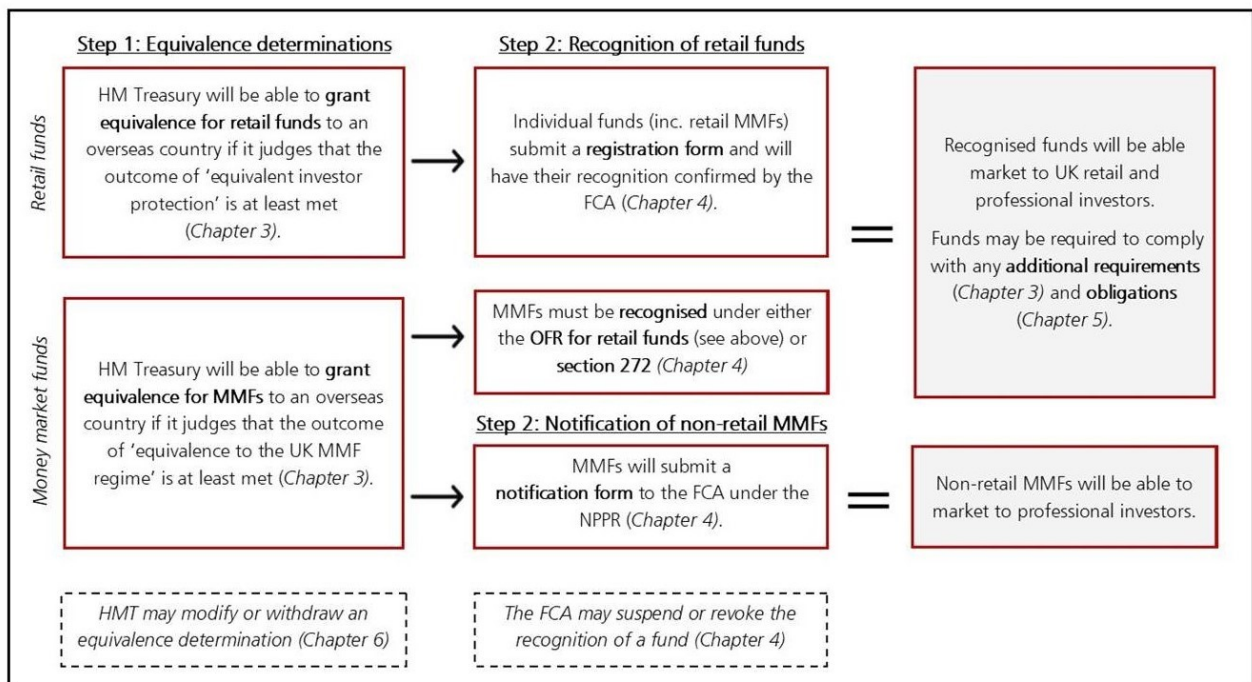 Step 1: Equivalence determinations
Step 2: Recognition of retail funds
Retail funds
HM Treasury will be able to grant
equivalence for retail funds to an
overseas country if it judges that the
outcome of ‘equivalent investor
protection’ is at least met
(Chapter 3).
Individual funds (inc. retail MMFs)
submit a registration form and will
have their recognition confirmed by the
FCA (Chapter 4).
=
Recognised funds will be able
market to UK retail and
professional investors.
Funds may be required to comply
with any additional requirements
(Chapter 3) and obligations
(Chapter 5).
Money market funds
HM Treasury will be able to grant
equivalence for MMFs to an overseas
country if it judges that the outcome
of ‘equivalence to the UK MMF
regime’ is at least met (Chapter 3).
MMFs must be recognised under either
the OFR for retail funds (see above) or
section 272 (Chapter 4)
Step 2: Notification of non-retail MMFs
MMFs will submit a
notification form to the FCA under the
NPPR (Chapter 4).
=
Non-retail MMFs will be able to
market to professional investors.
HMT may modify or withdraw an
equivalence determination (Chapter 6)
The FCA may suspend or revoke the
recognition of a fund (Chapter 4)